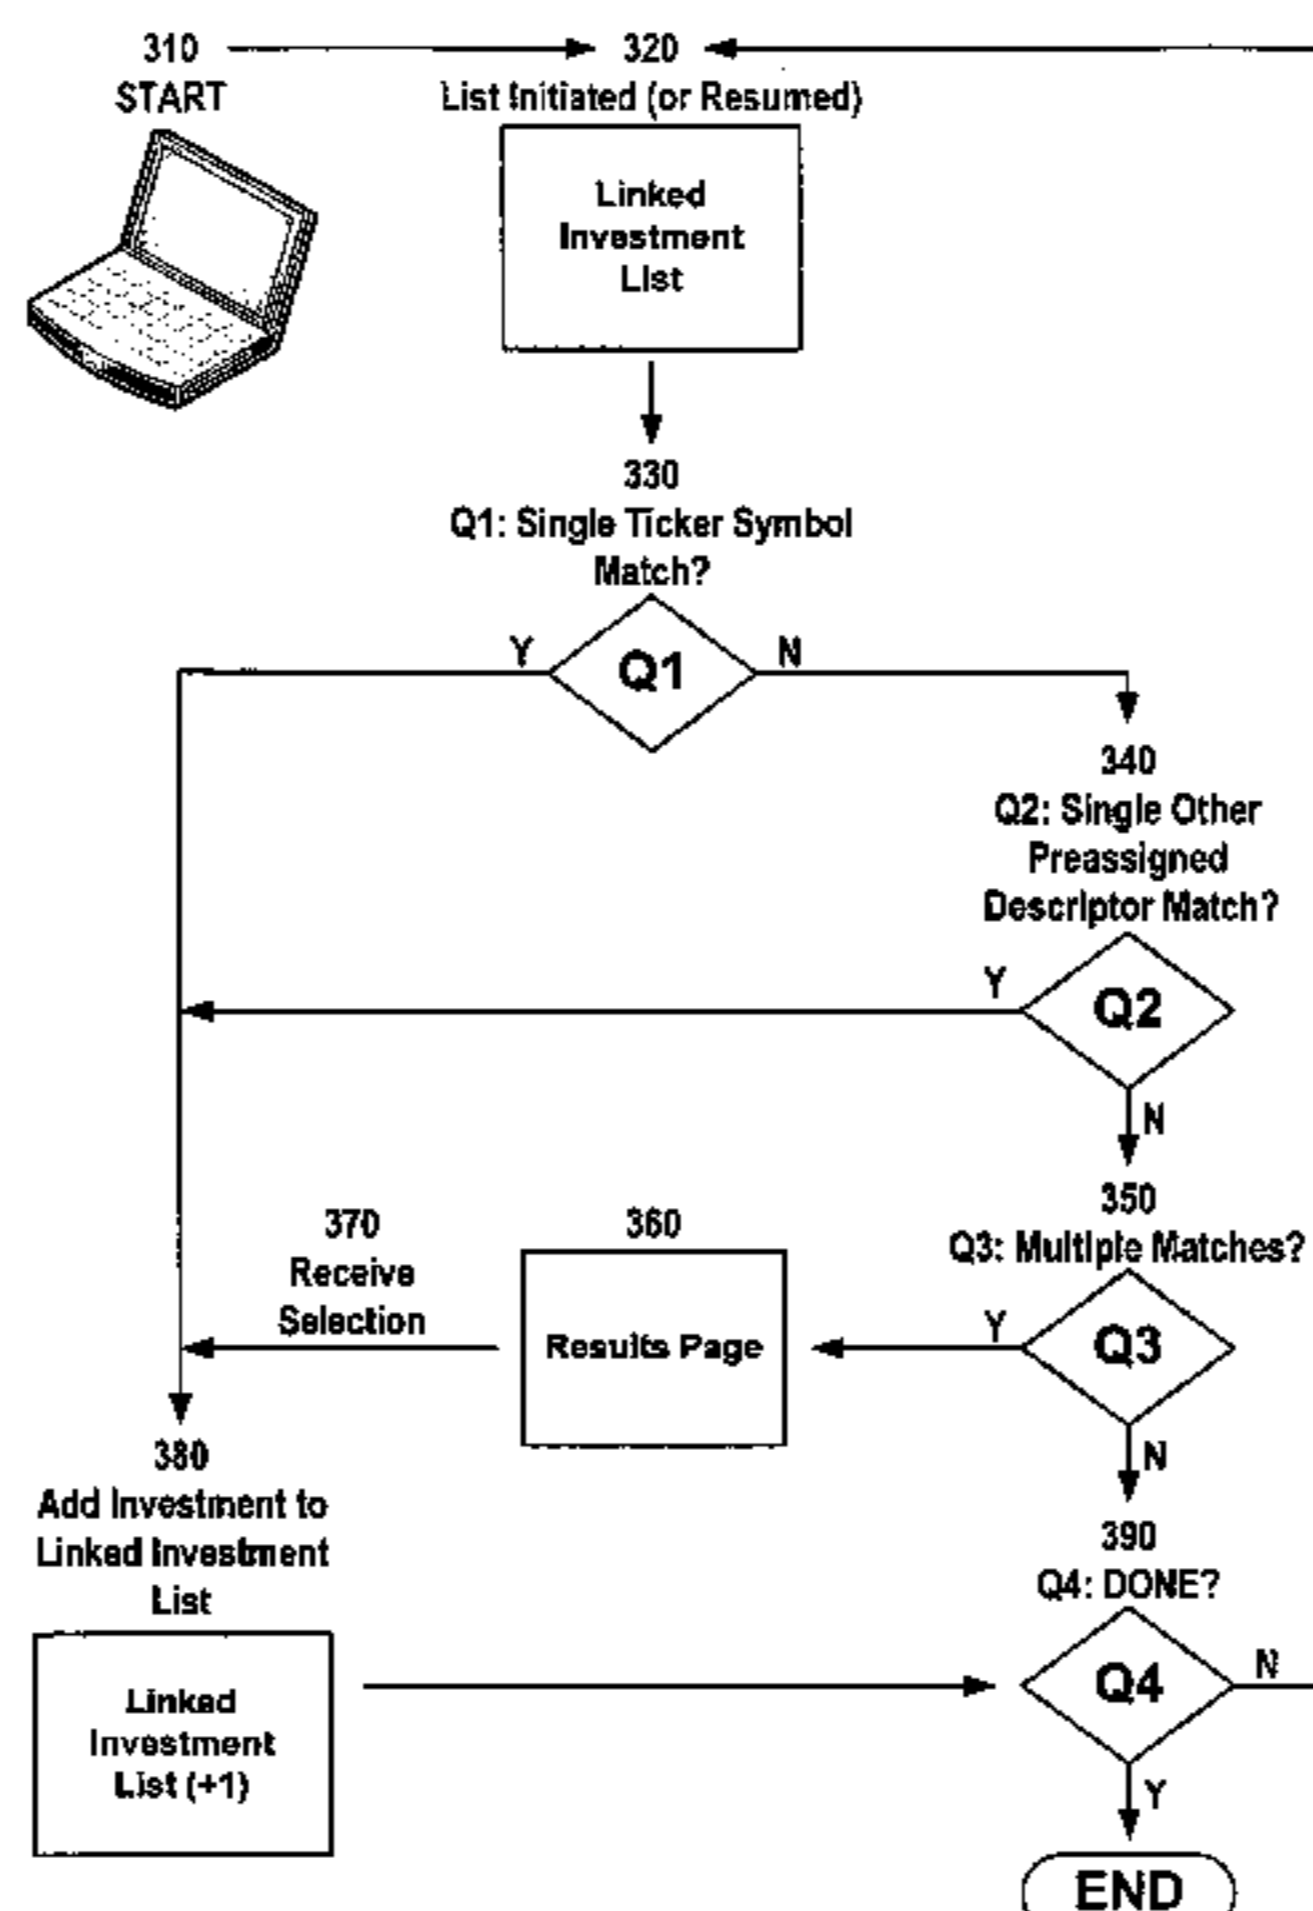 310
START
320
List Initiated (or Resumed)
Linked
Investment
List
330
Q1: Single Ticker Symbol
Match?
Y
Q1
N
340
Q2: Single Other
Preassigned
Descriptor Match?
Y
Q2
N
350
Q3: Multiple Matches?
370
Receive
Selection
360
Results Page
Y
Q3
N
380
Add Investment to
Linked Investment
List
Linked
Investment
List (+1)
390
Q4: DONE?
Q4
N
Y
END